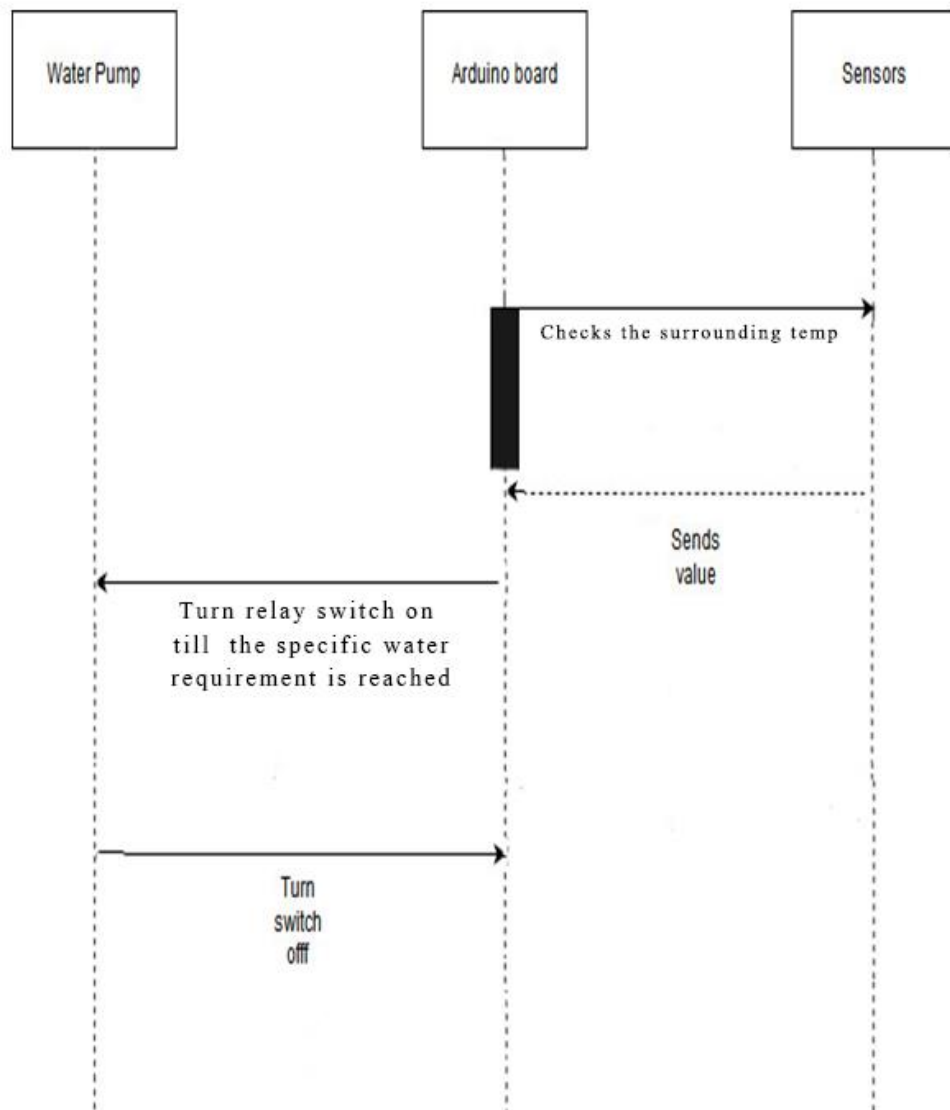 Water Pump
Arduino board
Sensors
Checks the surrounding temp
Sends
value
Turn relay switch on
till the specific water
requirement is reached
Turn
switch
offf